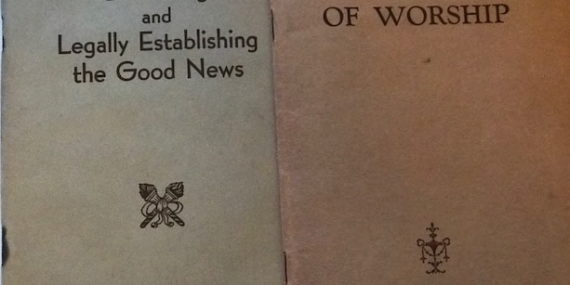 and
Legally Establishing
the Good News
OF WORSHIP